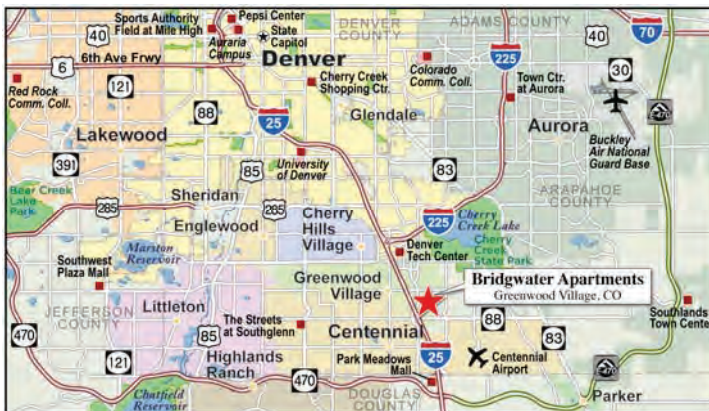 Sports Authority
Field at Mile High
Pepsi Center
Auraria
Campus
State
Capitol
DENVER
COUNTY
ADAMS COUNTY
40
70
40
25
6
6th Ave Frwy
Denver
225
30
Red Rock
Comm. Coll.
121
Cherry Creek
Shopping Ctr.
Colorado
Comm. Coll.
Town Ctr.
at Aurora
88
Glendale
470
Lakewood
25
Aurora
Buckley
Air National
Guard Base
391
University
of Denver
83
85
Bear Creek
Lake
Park
Sheridan
ARAPAHOE
COUNTY
285
285
225
Cherry
Creek Lake
Englewood
Cherry
Hills
Village
Marston
Reservoir
Denver
Tech Center
Cherry
Creek
State Park
Southwest
Plaza Mall
Greenwood
Village
Bridgwater Apartments
Greenwood Village, CO
JEFFERSON
COUNTY
Littleton
The Streets
at Southglenn
88
Southlands
Town Cente
470
85
Centennial
83
121
Highlands
Ranch
Park Meadows
Mall
25
Centennial
Airport
470
470
Chatfield
Reservoir
DOUGLAS
COUNTY
Parker